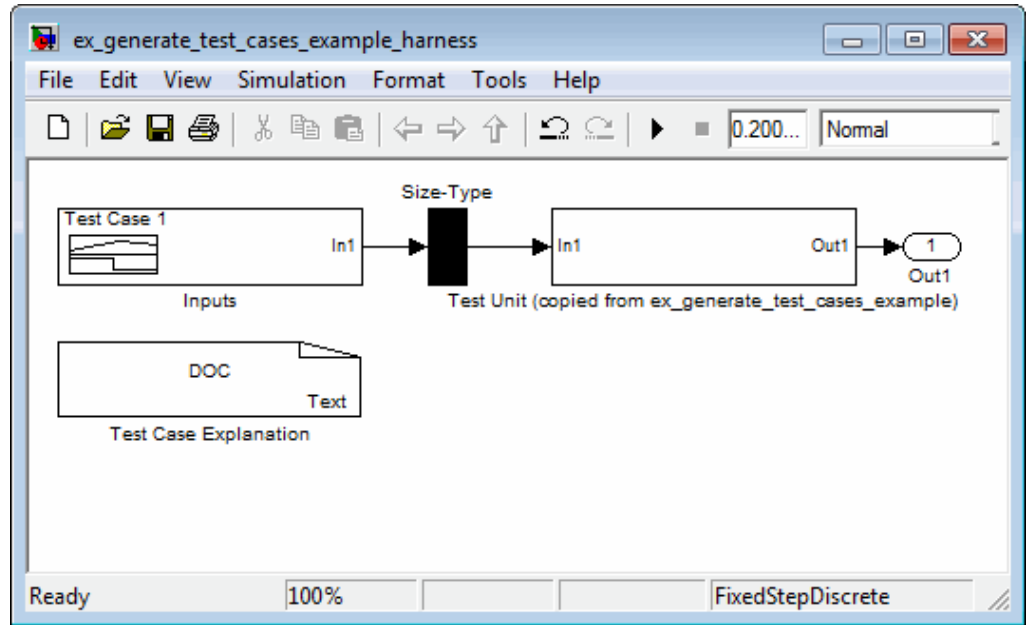 ex_generate_test_cases_example_harness
File Edit View Simulation Format Tools Help
0.200... Normal
Size-Type
Test Case 1
In1
In1
Out1
1
Out1
Inputs
Test Unit (copied from ex_generate_test_cases_example)
DOC
Text
Test Case Explanation
Ready 100% FixedStepDiscrete